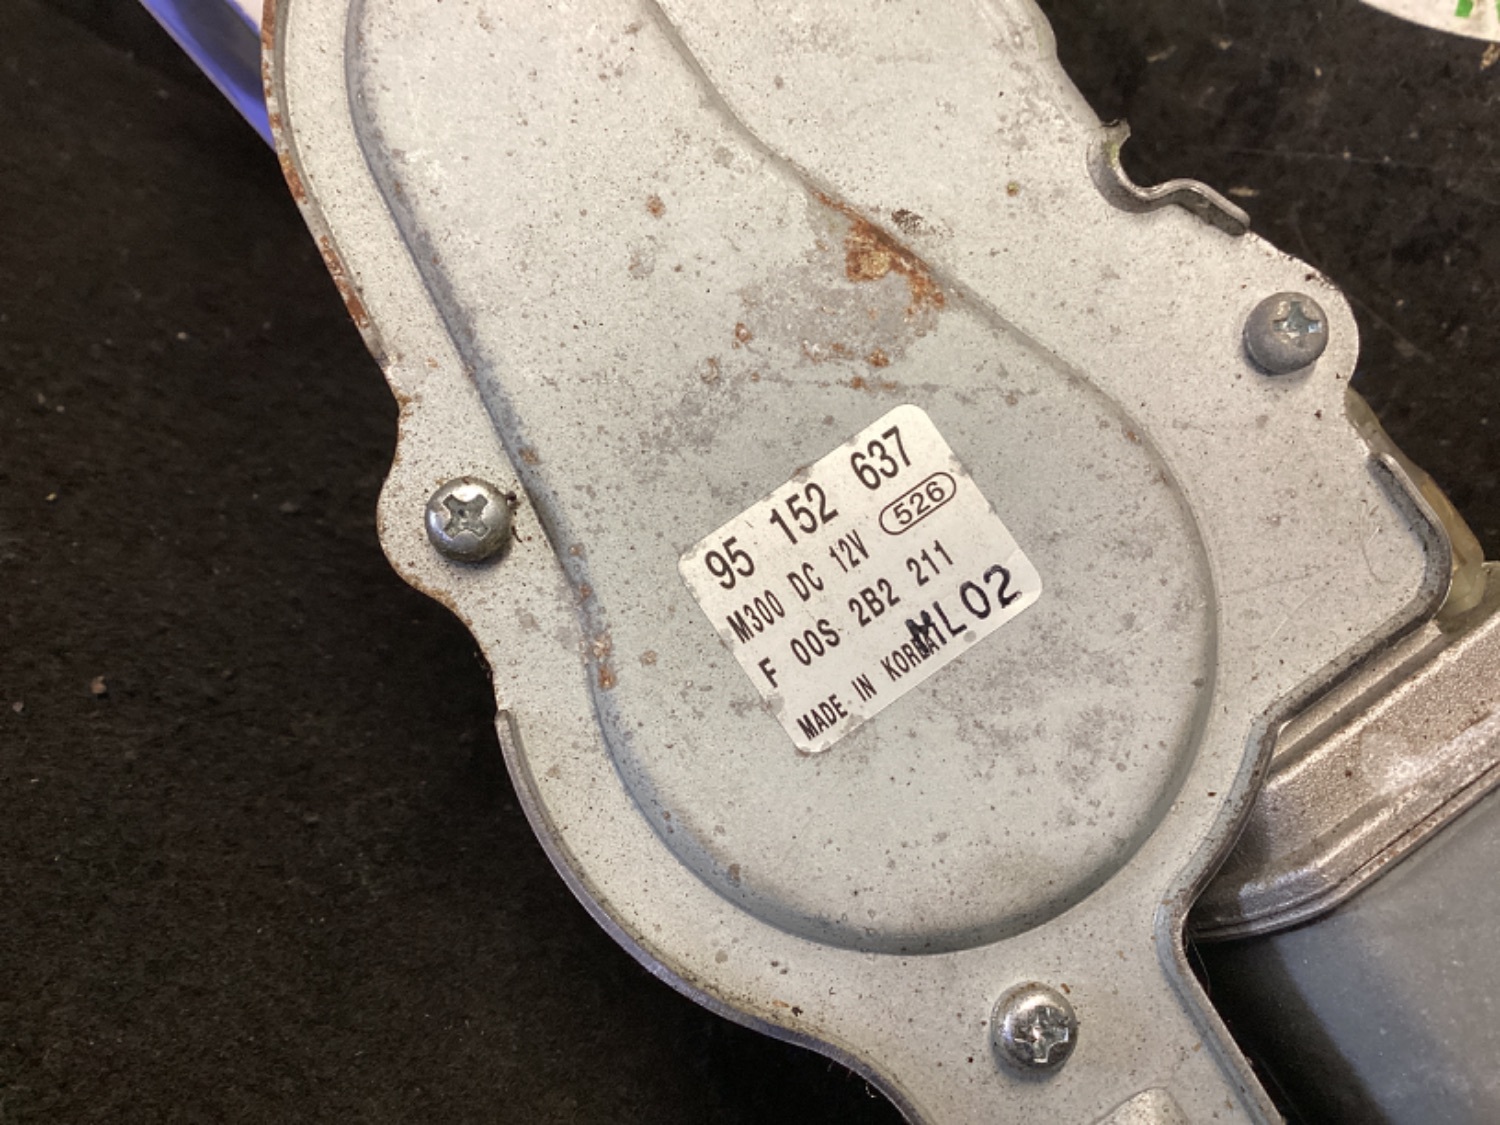 95 152 637
M300 DC 12V 526
F 00S 2B2 211
MADE IN KOREA
ML02